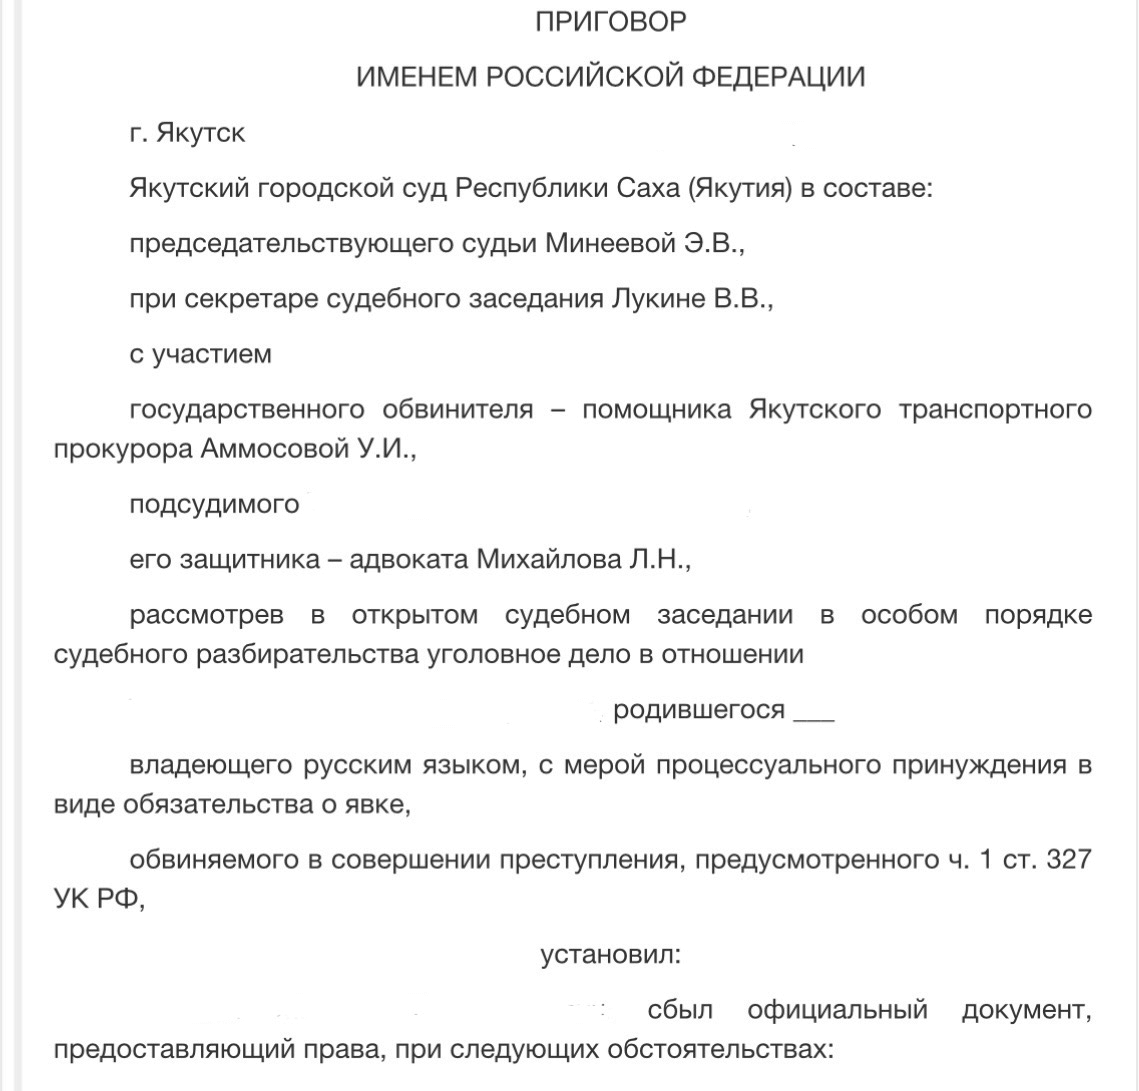 ПРИГОВОР
ИМЕНЕМ РОССИЙСКОЙ ФЕДЕРАЦИИ
г. Якутск
Якутский городской суд Республики Саха (Якутия) в составе:
председательствующего судьи Минеевой Э.В.,
при секретаре судебного заседания Лукине В.В.,
с участием
государственного обвинителя – помощника Якутского транспортного
прокурора Аммосовой У.И.,
подсудимого
его защитника – адвоката Михайлова Л.Н.,
рассмотрев в открытом судебном заседании в особом порядке
судебного разбирательства уголовное дело в отношении
родившегося ___
владеющего русским языком, с мерой процессуального принуждения в
виде обязательства о явке,
обвиняемого в совершении преступления, предусмотренного ч. 1 ст. 327
УК РФ,
установил:
сбыл официальный документ,
предоставляющий права, при следующих обстоятельствах: